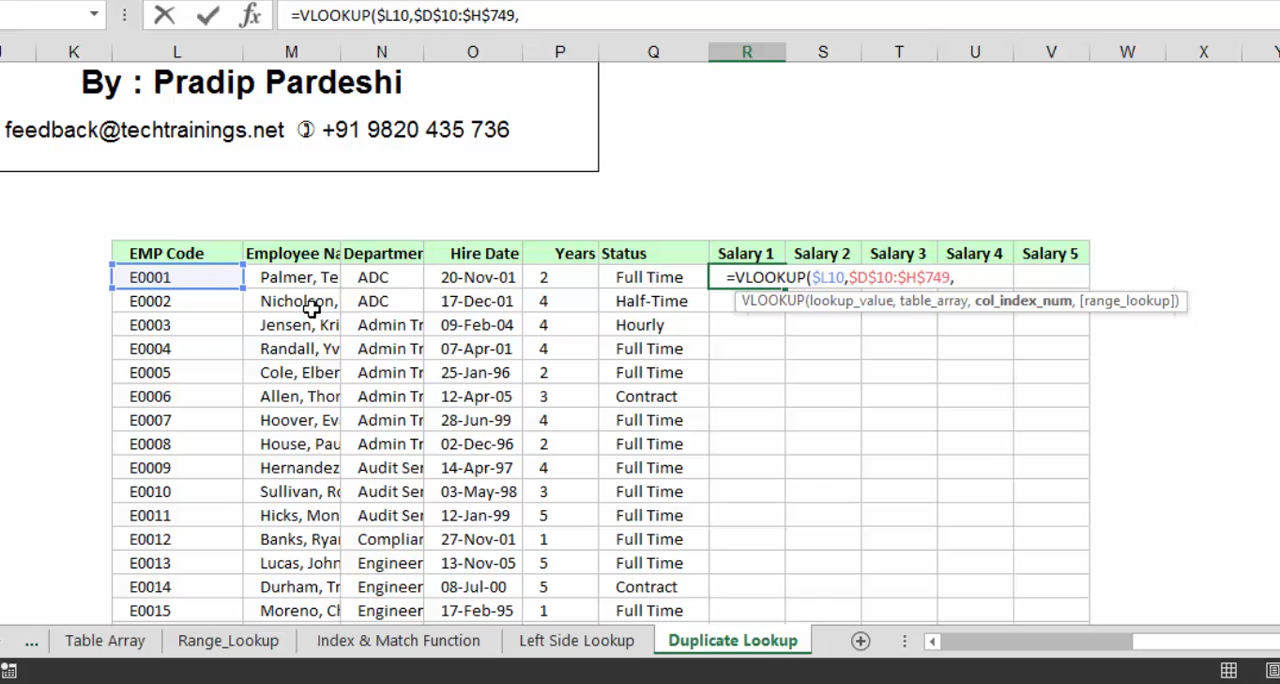 fx =VLOOKUP($L10,$D$10:$H$749,
K L M N O P Q R S T U V W X
By : Pradip Pardeshi
feedback@techtrainings.net ✆ +91 9820 435 736
EMP Code Employee Na Departmen Hire Date Years Status Salary 1 Salary 2 Salary 3 Salary 4 Salary 5
E0001 Palmer, Te ADC 20-Nov-01 2 Full Time =VLOOKUP($L10,$D$10:$H$749,
E0002 Nicholson, ADC 17-Dec-01 4 Half-Time VLOOKUP(lookup_value, table_array, col_index_num, [range_lookup])
E0003 Jensen, Kri Admin Tr 09-Feb-04 4 Hourly
E0004 Randall, Yv Admin Tr 07-Apr-01 4 Full Time
E0005 Cole, Elber Admin Tr 25-Jan-96 2 Full Time
E0006 Allen, Thor Admin Tr 12-Apr-05 3 Contract
E0007 Hoover, Ev Admin Tr 28-Jun-99 4 Full Time
E0008 House, Pau Admin Tr 02-Dec-96 2 Full Time
E0009 Hernandez Audit Ser 14-Apr-97 4 Full Time
E0010 Sullivan, Ro Audit Ser 03-May-98 3 Full Time
E0011 Hicks, Mon Audit Ser 12-Jan-99 5 Full Time
E0012 Banks, Rya Complian 27-Nov-01 1 Full Time
E0013 Lucas, John Engineer 13-Nov-05 5 Full Time
E0014 Durham, Tr Engineer 08-Jul-00 5 Contract
E0015 Moreno, Ch Engineer 17-Feb-95 1 Full Time
... Table Array Range_Lookup Index & Match Function Left Side Lookup Duplicate Lookup